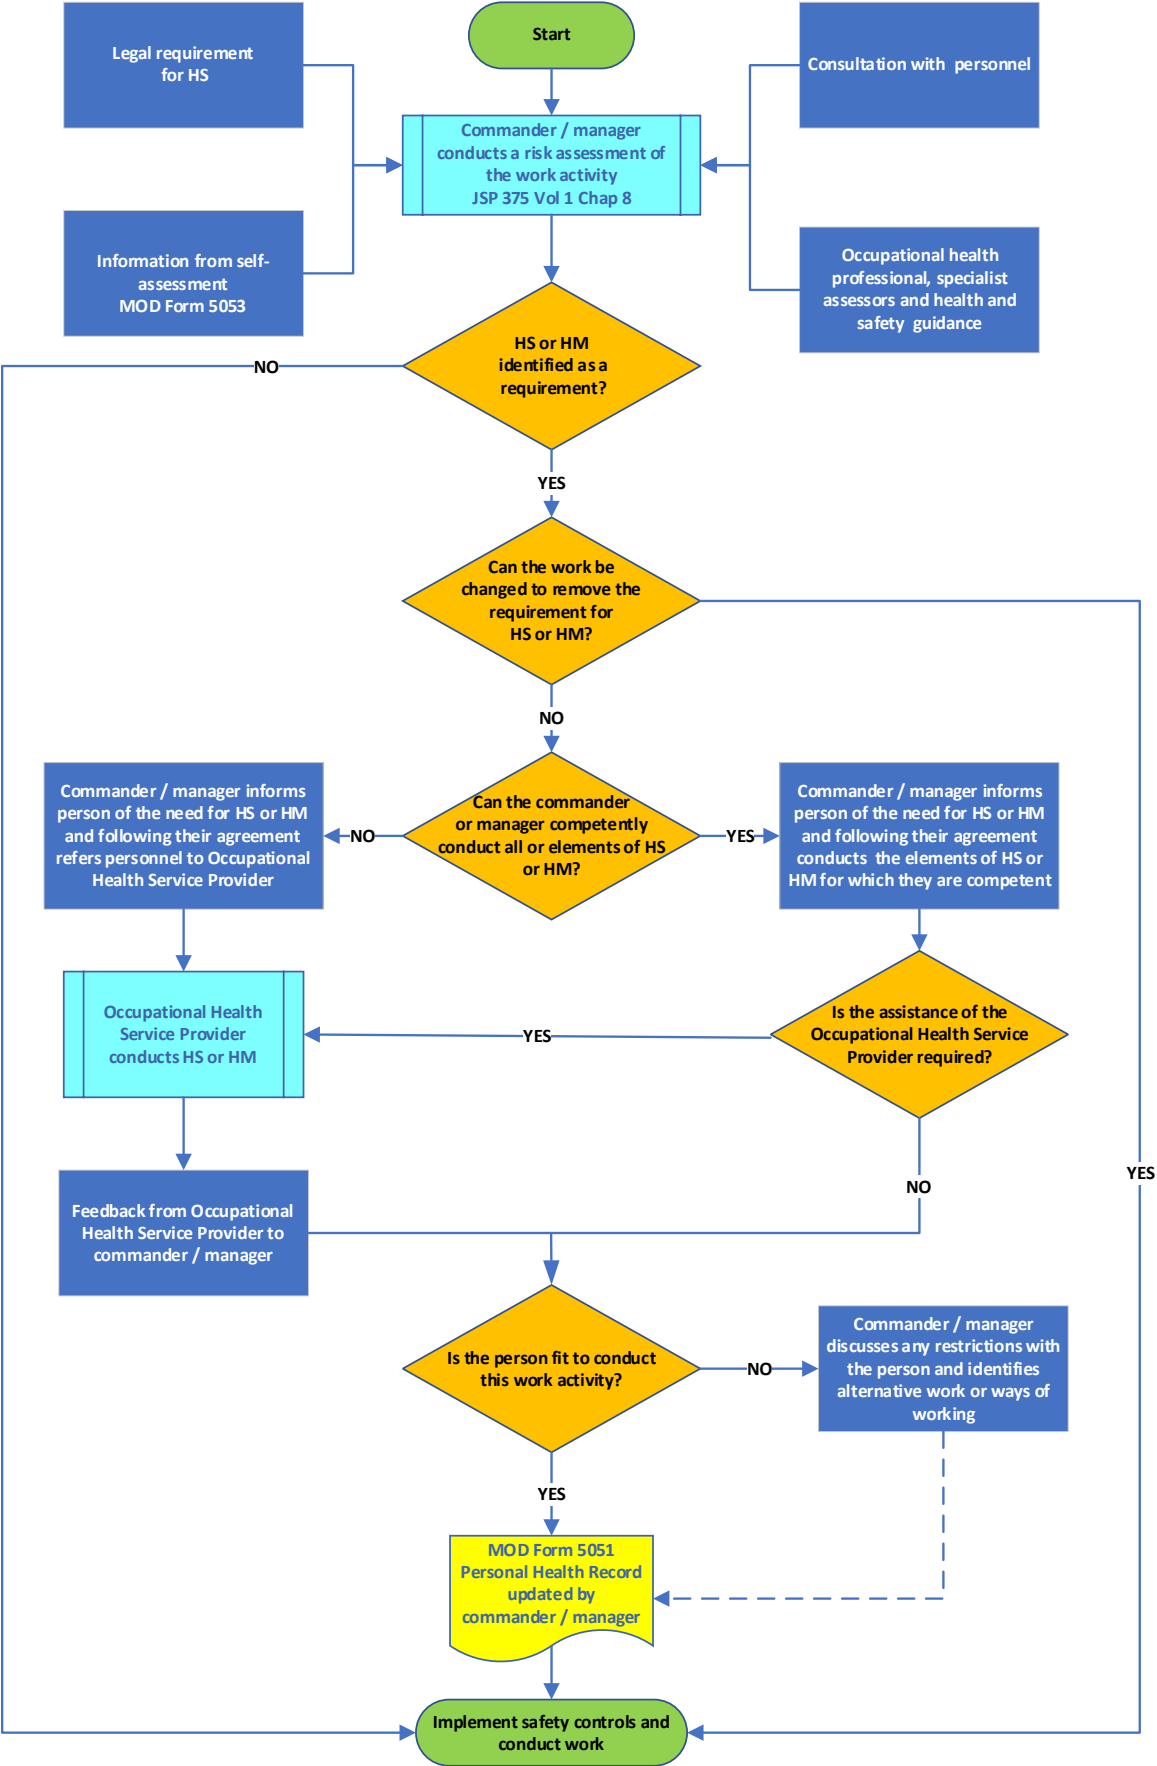 Start
Legal requirement
for HS
Consultation with personnel
Commander / manager
conducts a risk assessment of
the work activity
JSP 375 Vol 1 Chap 8
Information from self-
assessment
MOD Form 5053
Occupational health
professional, specialist
assessors and health and
safety guidance
HS or HM
identified as a
requirement?
NO
YES
Can the work be
changed to remove the
requirement for
HS or HM?
NO
YES
Can the commander
or manager competently
conduct all or elements of HS
or HM?
NO
YES
Commander / manager informs
person of the need for HS or HM
and following their agreement
refers personnel to Occupational
Health Service Provider
Commander / manager informs
person of the need for HS or HM
and following their agreement
conducts the elements of HS or
HM for which they are competent
Occupational Health
Service Provider
conducts HS or HM
YES
Is the assistance of the
Occupational Health Service
Provider required?
NO
Feedback from Occupational
Health Service Provider to
commander / manager
Is the person fit to conduct
this work activity?
NO
Commander / manager
discusses any restrictions with
the person and identifies
alternative work or ways of
working
YES
MOD Form 5051
Personal Health Record
updated by
commander / manager
Implement safety controls and
conduct work